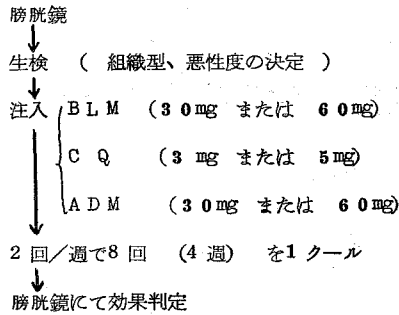 膀胱鏡
生検 ( 組織型、悪性度の決定 )
注入 BLM (30mg または 60mg)
CQ (3 mg または 5mg)
ADM (30mg または 60mg)
2回/週で8回 (4週) を1クール
膀胱鏡にて効果判定